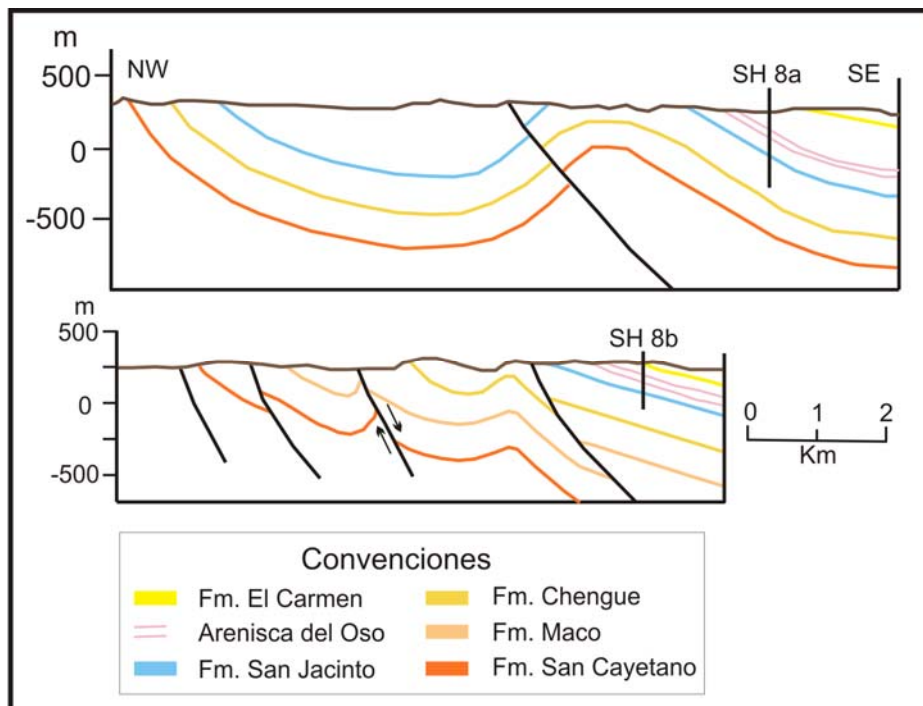 m
500
NW
SH 8a
SE
0
-500
m
500
SH 8b
0
-500
0 1 2
Km
Convenciones
Fm. El Carmen
Fm. Chengue
Arenisca del Oso
Fm. Maco
Fm. San Jacinto
Fm. San Cayetano